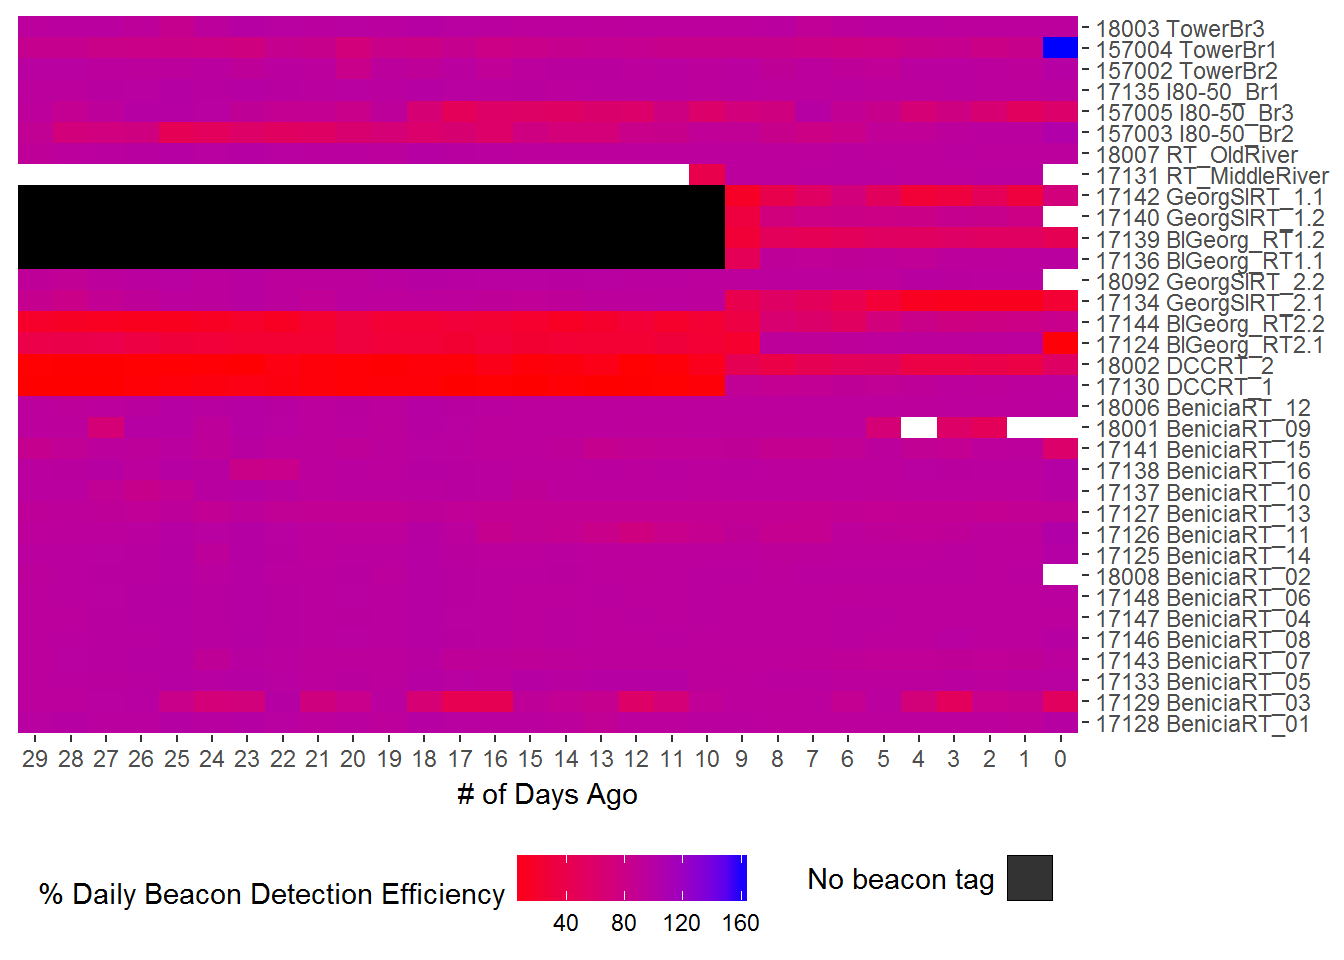 18003 TowerBr3
157004 TowerBr1
157002 TowerBr2
17135 I80-50_Br1
157005 I80-50_Br3
157003 I80-50_Br2
18007 RT_OldRiver
17131 RT_MiddleRiver
17142 GeorgSlRT_1.1
17140 GeorgSlRT_1.2
17139 BlGeorg_RT1.2
17136 BlGeorg_RT1.1
18092 GeorgSlRT_2.2
17134 GeorgSlRT_2.1
17144 BlGeorg_RT2.2
17124 BlGeorg_RT2.1
18002 DCCRT_2
17130 DCCRT_1
18006 BeniciaRT_12
18001 BeniciaRT_09
17141 BeniciaRT_15
17138 BeniciaRT_16
17137 BeniciaRT_10
17127 BeniciaRT_13
17126 BeniciaRT_11
17125 BeniciaRT_14
18008 BeniciaRT_02
17148 BeniciaRT_06
17147 BeniciaRT_04
17146 BeniciaRT_08
17143 BeniciaRT_07
17133 BeniciaRT_05
17129 BeniciaRT_03
17128 BeniciaRT_01
29 28 27 26 25 24 23 22 21 20 19 18 17 16 15 14 13 12 11 10 9 8 7 6 5 4 3 2 1 0
# of Days Ago
% Daily Beacon Detection Efficiency
40 80 120 160
No beacon tag